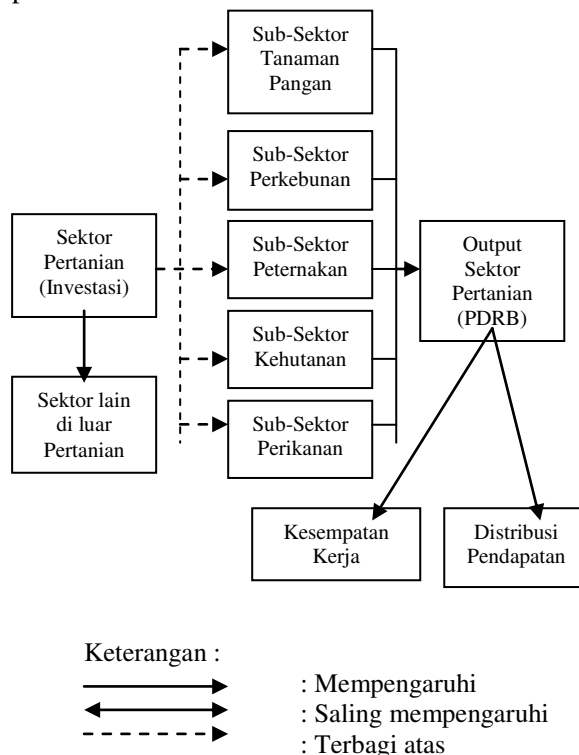 Sub-Sektor
Tanaman
Pangan
Sub-Sektor
Perkebunan
Sektor
Pertanian
(Investasi)
Sub-Sektor
Peternakan
Output
Sektor
Pertanian
(PDRB)
Sub-Sektor
Kehutanan
Sektor lain
di luar
Pertanian
Sub-Sektor
Perikanan
Kesempatan
Kerja
Distribusi
Pendapatan
Keterangan :
: Mempengaruhi
: Saling mempengaruhi
: Terbagi atas